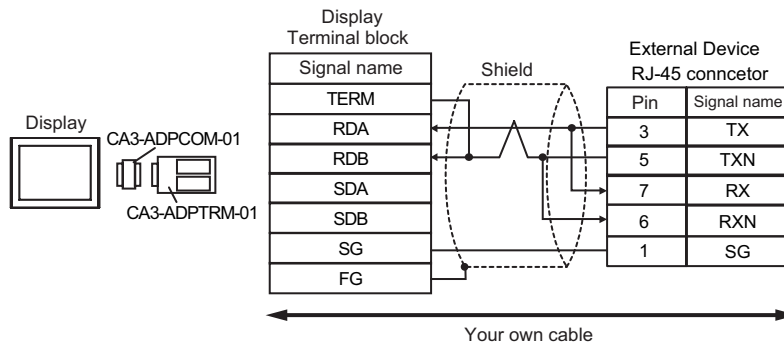 Display
Terminal block
Signal name
TERM
RDA
RDB
SDA
SDB
SG
FG
Shield
External Device
RJ-45 conncetor
Pin Signal name
3 TX
5 TXN
7 RX
6 RXN
1 SG
Display
CA3-ADPCOM-01
CA3-ADPTRM-01
Your own cable